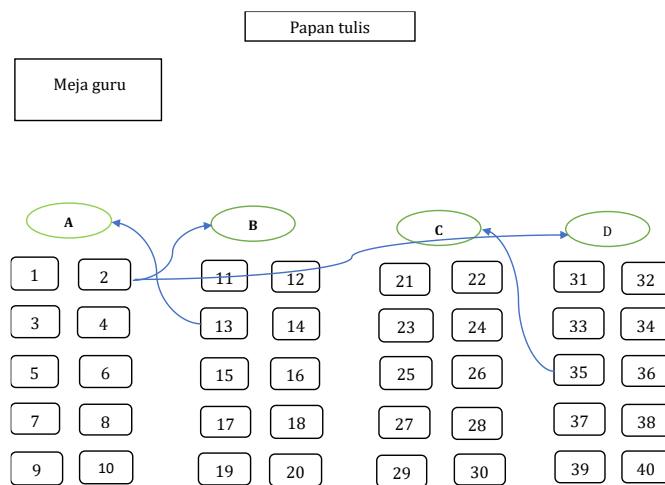 Papan tulis
Meja guru
A B C D
1 2 11 12 21 22 31 32
3 4 13 14 23 24 33 34
5 6 15 16 25 26 35 36
7 8 17 18 27 28 37 38
9 10 19 20 29 30 39 40